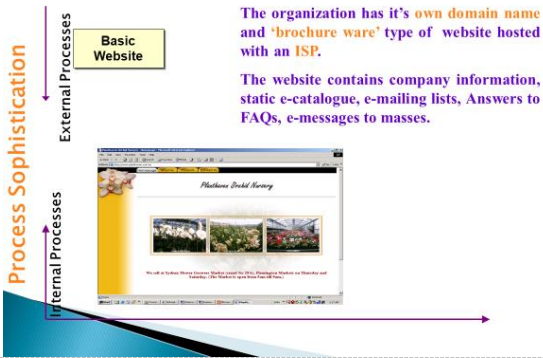 The organization has it's own domain name
and 'brochure ware' type of website hosted
with an ISP.
The website contains company information,
static e-catalogue, e-mailing lists, Answers to
FAQs, e-messages to masses.
Basic
Website
External Processes
Process Sophistication
Internal Processes
Planthaven Orchid Nursery